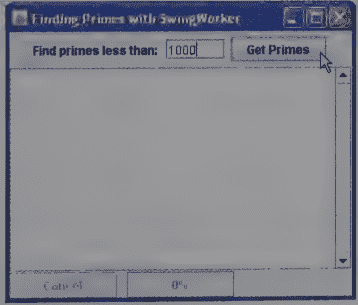 Finding Primes with SwingWorker
Find primes less than: 1000 Get Primes
Cancel 0%